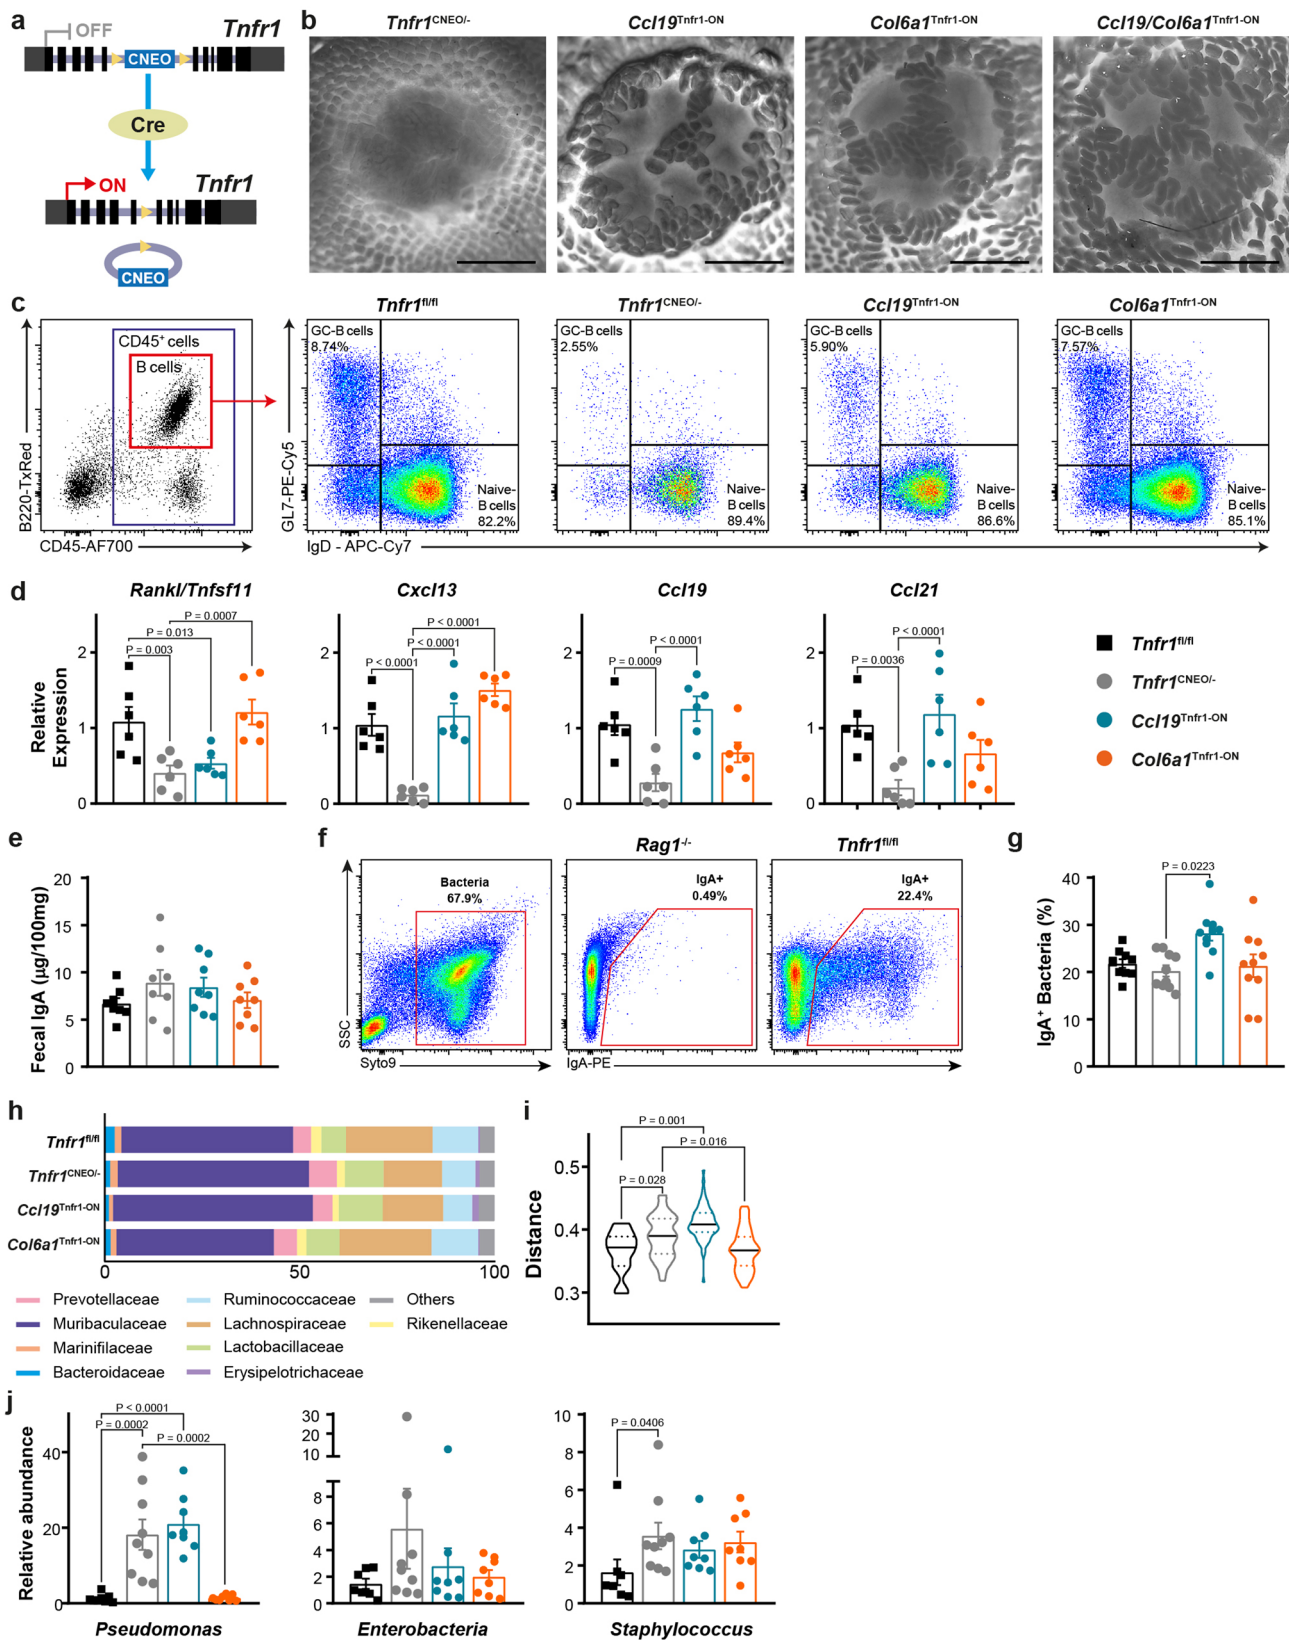 a
OFF
Tnfr1
CNEO
Cre
ON
Tnfr1
CNEO
b
Tnfr1CNEO/-
Ccl19Tnfr1-ON
Col6a1Tnfr1-ON
Ccl19/Col6a1Tnfr1-ON
c
Tnfr1fl/fl
Tnfr1CNEO/-
Ccl19Tnfr1-ON
Col6a1Tnfr1-ON
CD45+ cells
B cells
B220-TxRed
CD45-AF700
GL7-PE-Cy5
IgD - APC-Cy7
GC-B cells
8.74%
Naive-
B cells
82.2%
GC-B cells
2.55%
Naive-
B cells
89.4%
GC-B cells
5.90%
Naive-
B cells
86.6%
GC-B cells
7.57%
Naive-
B cells
85.1%
d
Relative
Expression
Rankl/Tnfsf11
P = 0.0007
P = 0.013
P = 0.003
2
1
0
Cxcl13
P < 0.0001
P < 0.0001
P < 0.0001
2
1
0
Ccl19
P < 0.0001
P = 0.0009
2
1
0
Ccl21
P < 0.0001
P = 0.0036
2
1
0
Tnfr1fl/fl
Tnfr1CNEO/-
Ccl19Tnfr1-ON
Col6a1Tnfr1-ON
e
Fecal IgA (µg/100mg)
20
15
10
5
0
f
Rag1-/-
Tnfr1fl/fl
Bacteria
67.9%
IgA+
0.49%
IgA+
22.4%
SSC
Syto9
IgA-PE
g
P = 0.0223
IgA+ Bacteria (%)
40
30
20
10
0
h
Tnfr1fl/fl
Tnfr1CNEO/-
Ccl19Tnfr1-ON
Col6a1Tnfr1-ON
0 50 100
Prevotellaceae
Muribaculaceae
Marinifilaceae
Bacteroidaceae
Ruminococcaceae
Lachnospiraceae
Lactobacillaceae
Erysipelotrichaceae
Others
Rikenellaceae
i
P = 0.001
P = 0.016
P = 0.028
Distance
0.5
0.4
0.3
j
Relative abundance
P < 0.0001
P = 0.0002
P = 0.0002
40
20
0
Pseudomonas
30
20
10
8
6
4
2
0
Enterobacteria
P = 0.0406
10
8
6
4
2
0
Staphylococcus